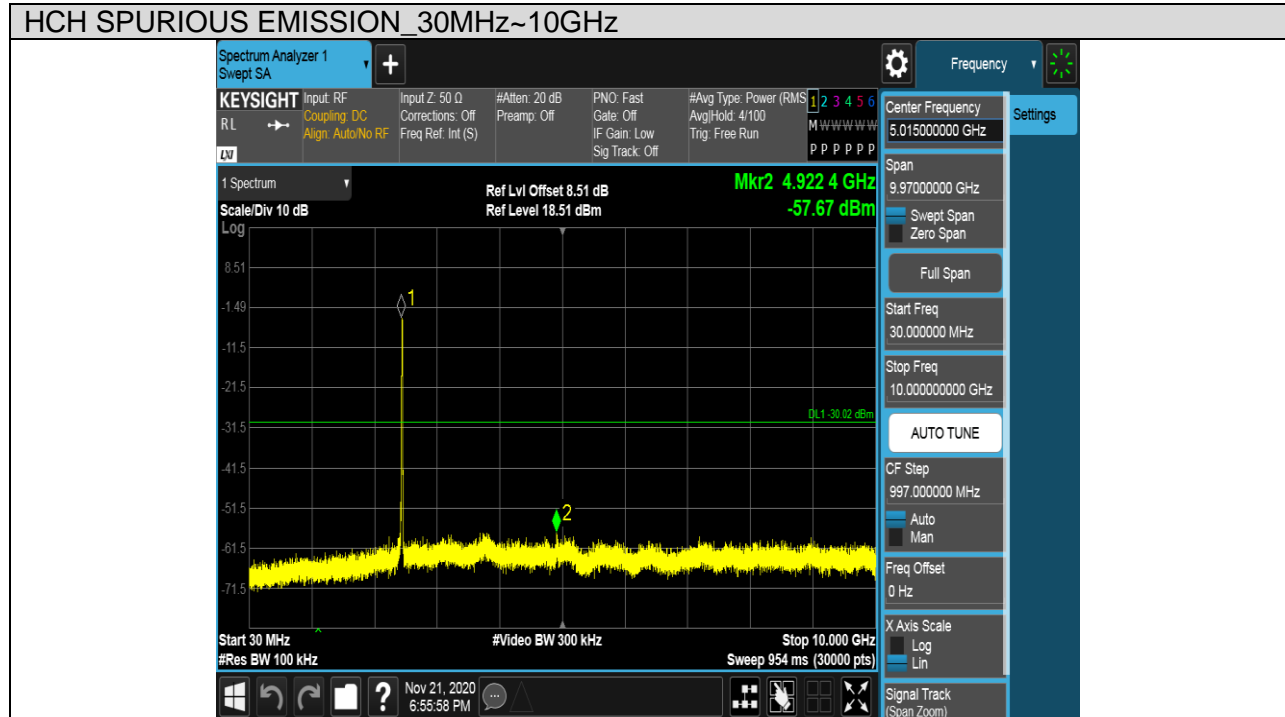 HCH SPURIOUS EMISSION_30MHz~10GHz
Spectrum Analyzer 1
Swept SA
+
Frequency
KEYSIGHT
RL
LXI
Input: RF
Coupling: DC
Align: Auto/No RF
Input Z: 50 Ω
Corrections: Off
Freq Ref: Int (S)
#Atten: 20 dB
Preamp: Off
PNO: Fast
Gate: Off
IF Gain: Low
Sig Track: Off
#Avg Type: Power (RMS
Avg|Hold: 4/100
Trig: Free Run
1 2 3 4 5 6
M W W W W W
P P P P P P
1 Spectrum
Scale/Div 10 dB
Ref Lvl Offset 8.51 dB
Ref Level 18.51 dBm
Mkr2 4.922 4 GHz
-57.67 dBm
Log
8.51
-1.49
-11.5
-21.5
-31.5
-41.5
-51.5
-61.5
-71.5
1
2
DL1 -30.02 dBm
Start 30 MHz
#Res BW 100 kHz
#Video BW 300 kHz
Stop 10.000 GHz
Sweep 954 ms (30000 pts)
Center Frequency
5.015000000 GHz
Settings
Span
9.97000000 GHz
Swept Span
Zero Span
Full Span
Start Freq
30.000000 MHz
Stop Freq
10.000000000 GHz
AUTO TUNE
CF Step
997.000000 MHz
Auto
Man
Freq Offset
0 Hz
X Axis Scale
Log
Lin
Signal Track
(Span Zoom)
?
Nov 21, 2020
6:55:58 PM